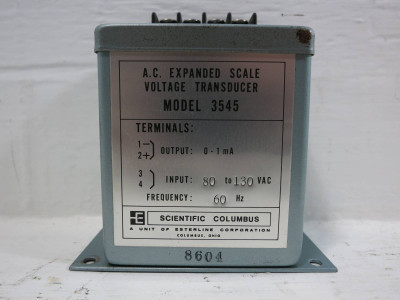 A.C. EXPANDED SCALE
VOLTAGE TRANSDUCER
MODEL 3545
TERMINALS:
1 −
2 + ) OUTPUT: 0-1 mA
3
4 ) INPUT: 80 to 130 VAC
FREQUENCY: 60 Hz
E SCIENTIFIC COLUMBUS
A UNIT OF ESTERLINE CORPORATION
COLUMBUS, OHIO
8604